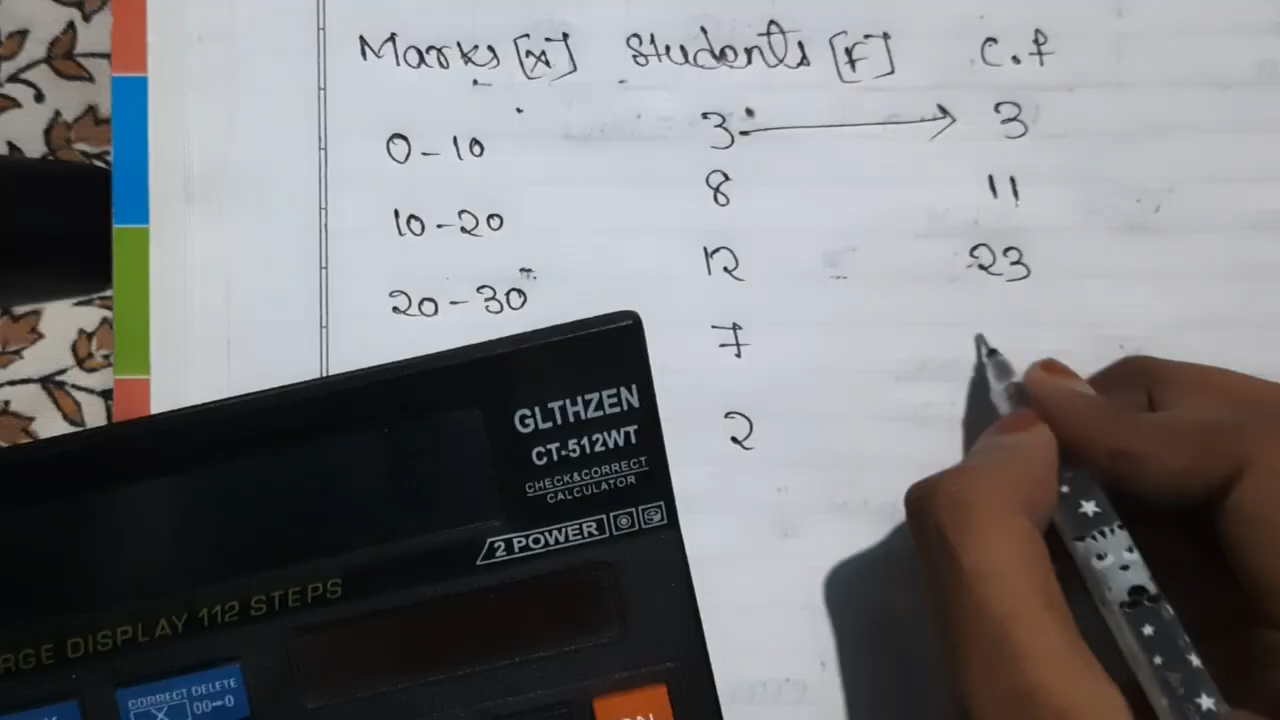 Marks [X] Students [F] C.f
0-10 3 → 3
10-20 8 11
20-30 12 23
7
2
GLTHZEN
CT-512WT
CHECK&CORRECT
CALCULATOR
2 POWER
RGE DISPLAY 112 STEPS
CORRECT DELETE
X 00→0